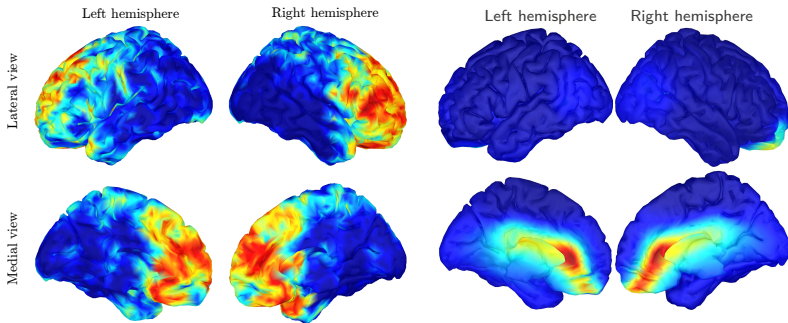 Left hemisphere
Right hemisphere
Left hemisphere
Right hemisphere
Lateral view
Medial view